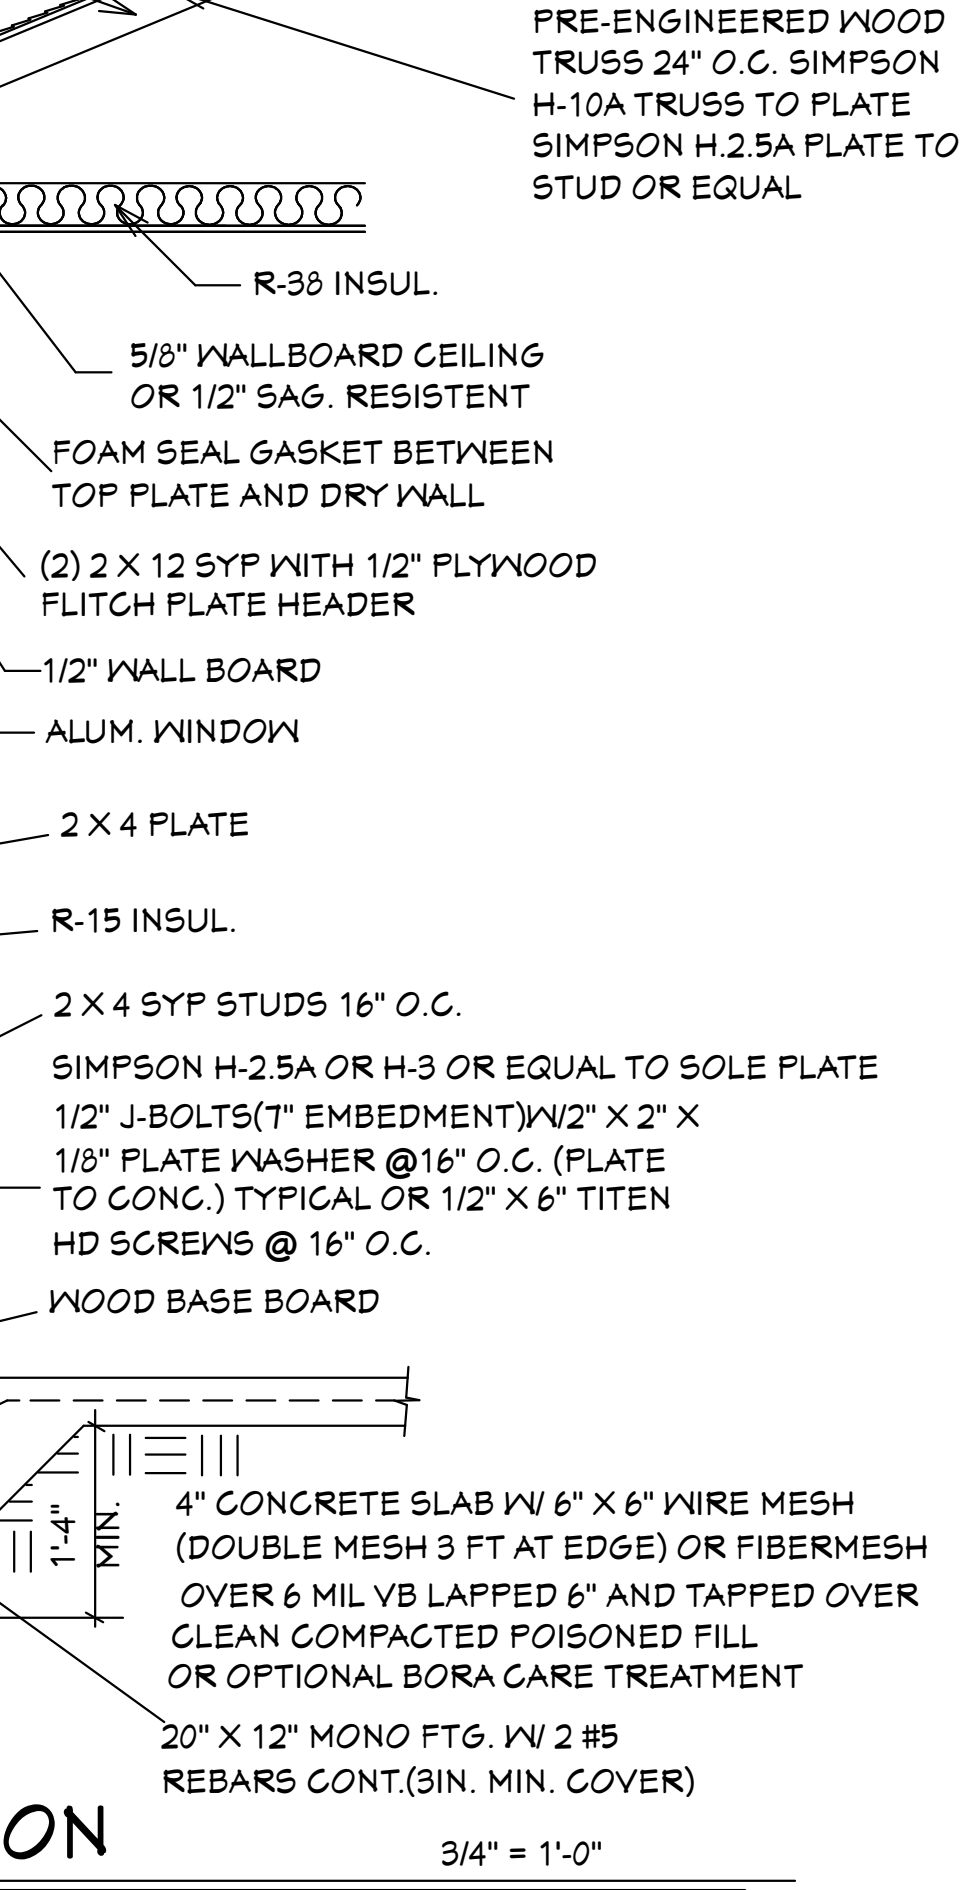 PRE-ENGINEERED WOOD
TRUSS 24" O.C. SIMPSON
H-10A TRUSS TO PLATE
SIMPSON H.2.5A PLATE TO
STUD OR EQUAL
R-38 INSUL.
5/8" WALLBOARD CEILING
OR 1/2" SAG. RESISTENT
FOAM SEAL GASKET BETWEEN
TOP PLATE AND DRY WALL
(2) 2 X 12 SYP WITH 1/2" PLYWOOD
FLITCH PLATE HEADER
1/2" WALL BOARD
ALUM. WINDOW
2 X 4 PLATE
R-15 INSUL.
2 X 4 SYP STUDS 16" O.C.
SIMPSON H-2.5A OR H-3 OR EQUAL TO SOLE PLATE
1/2" J-BOLTS(7" EMBEDMENT)W/2" X 2" X
1/8" PLATE WASHER @16" O.C. (PLATE
TO CONC.) TYPICAL OR 1/2" X 6" TITEN
HD SCREWS @ 16" O.C.
WOOD BASE BOARD
1'-4"
MIN.
4" CONCRETE SLAB W/ 6" X 6" WIRE MESH
(DOUBLE MESH 3 FT AT EDGE) OR FIBERMESH
OVER 6 MIL VB LAPPED 6" AND TAPPED OVER
CLEAN COMPACTED POISONED FILL
OR OPTIONAL BORA CARE TREATMENT
20" X 12" MONO FTG. W/ 2 #5
REBARS CONT.(3IN. MIN. COVER)
ON
3/4" = 1'-0"